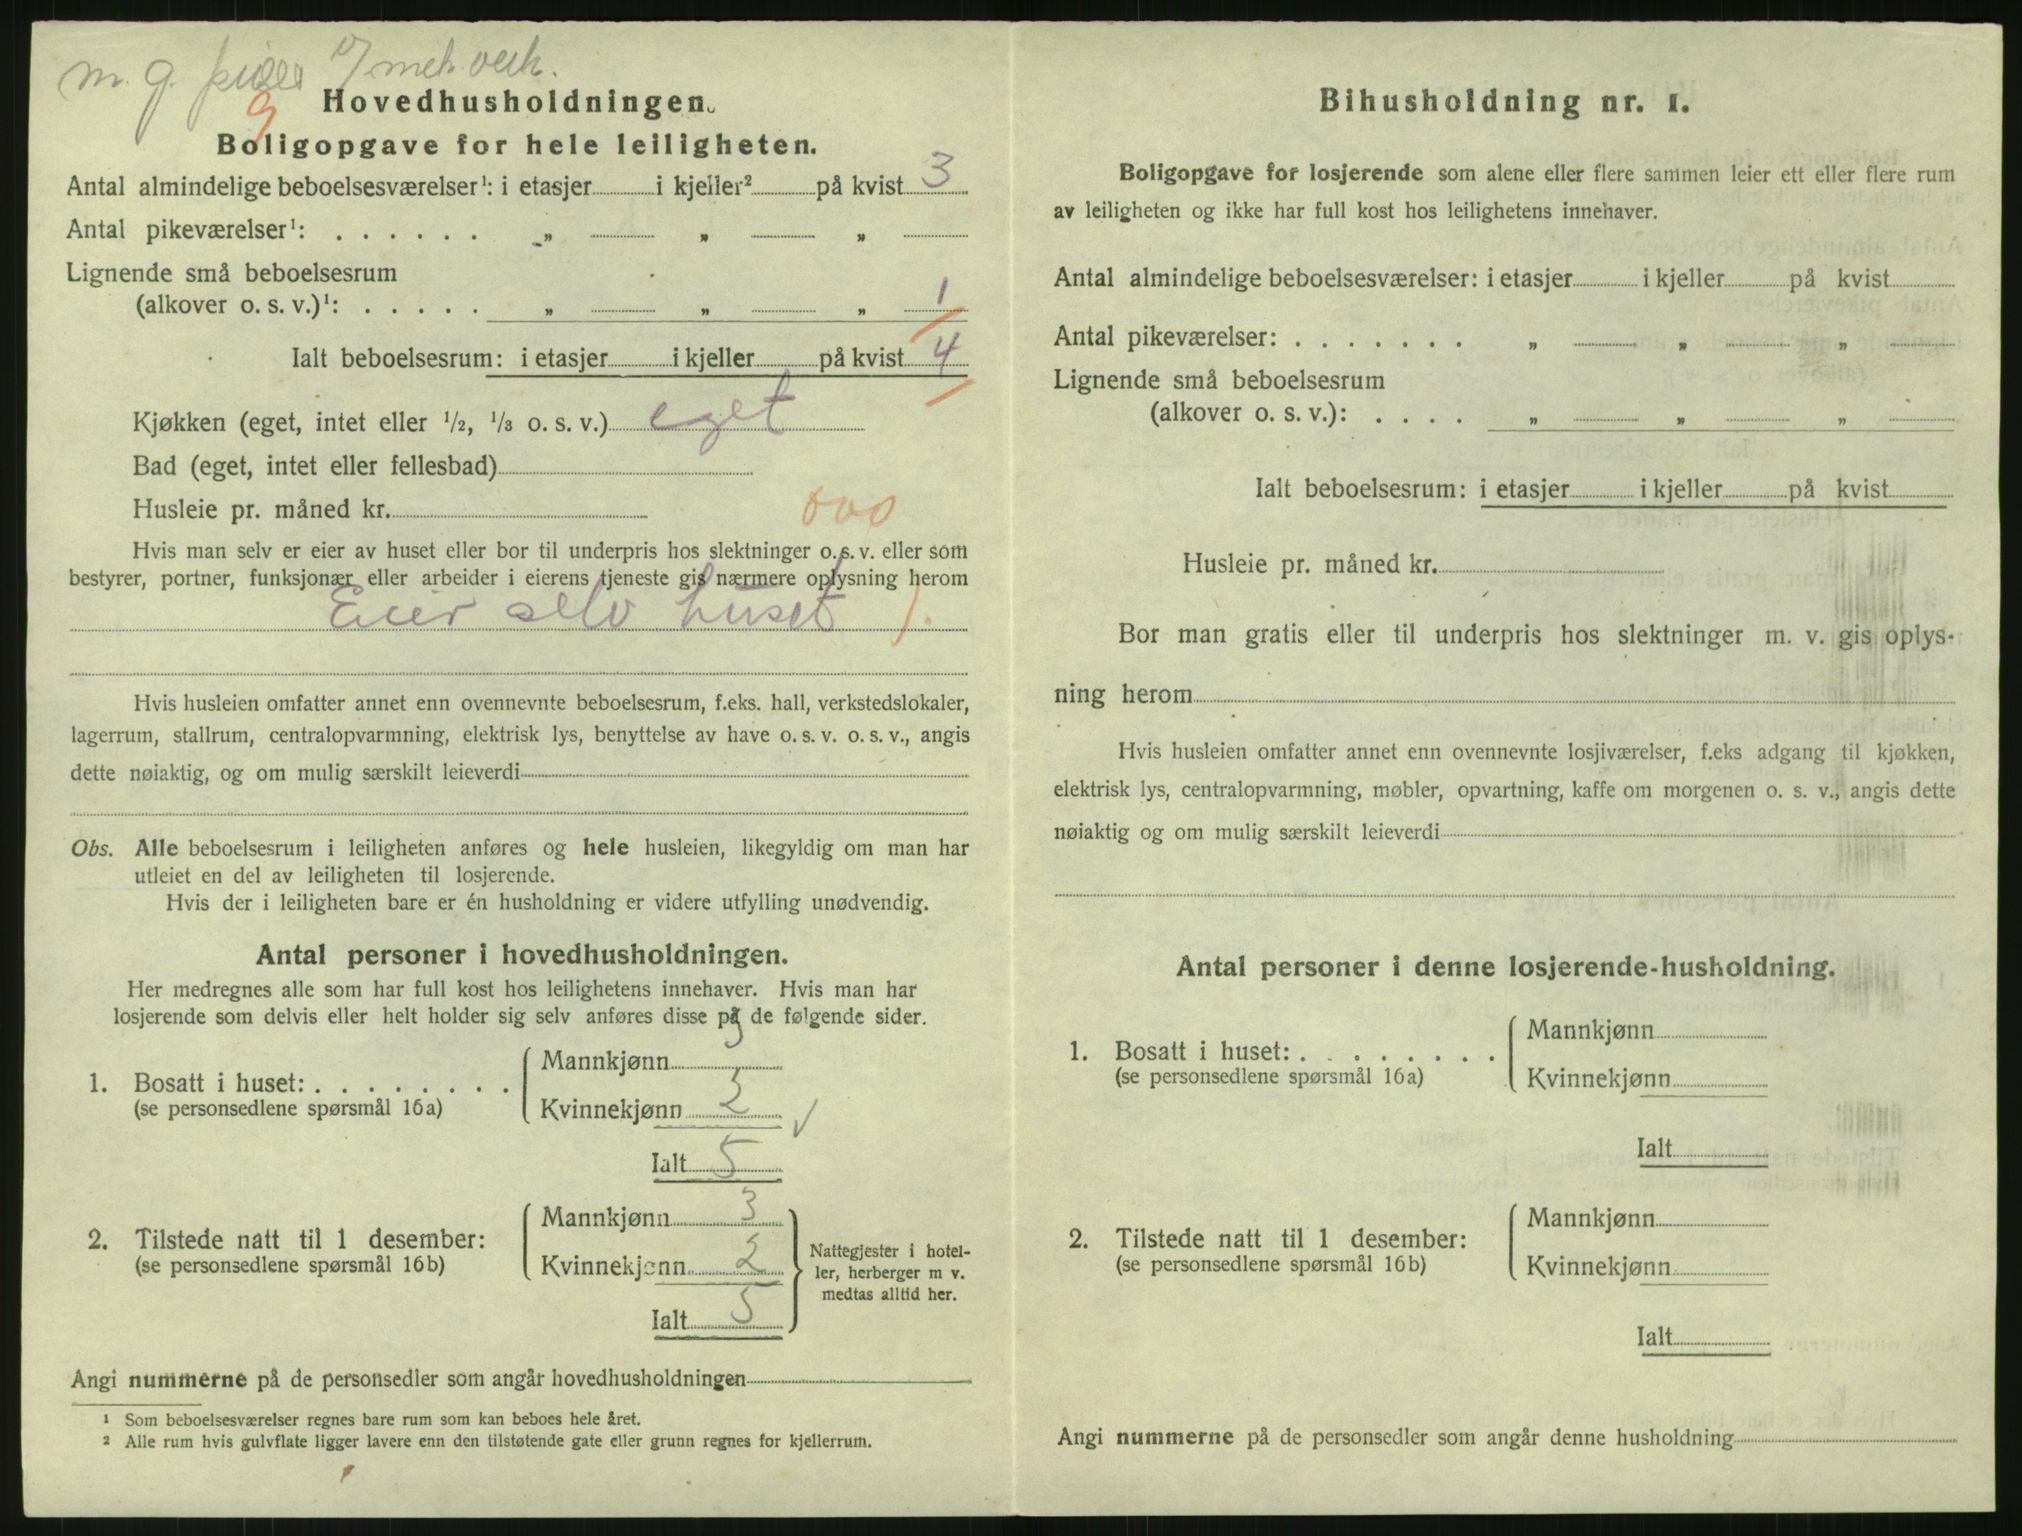 m. g. 17 mek. verk.
9
Hovedhusholdningen.
Boligopgave for hele leiligheten.
Antal almindelige beboelsesværelser¹: i etasjer i kjeller² på kvist 3
Antal pikeværelser¹: . . . . . . „ „ „
Lignende små beboelsesrum
(alkover o. s. v.)¹: . . . . . „ „ „ 1
Ialt beboelsesrum: i etasjer i kjeller på kvist 4
Kjøkken (eget, intet eller 1/2, 1/3 o. s. v.) eget
Bad (eget, intet eller fellesbad)
Husleie pr. måned kr. 000
Hvis man selv er eier av huset eller bor til underpris hos slektninger o. s. v. eller som
bestyrer, portner, funksjonær eller arbeider i eierens tjeneste gis nærmere oplysning herom
Eier selv huset ).
Hvis husleien omfatter annet enn ovennevnte beboelsesrum, f.eks. hall, verkstedslokaler,
lagerrum, stallrum, centralopvarmning, elektrisk lys, benyttelse av have o. s. v. o. s. v., angis
dette nøiaktig, og om mulig særskilt leieverdi
Obs. Alle beboelsesrum i leiligheten anføres og hele husleien, likegyldig om man har
utleiet en del av leiligheten til losjerende.
Hvis der i leiligheten bare er én husholdning er videre utfylling unødvendig.
Antal personer i hovedhusholdningen.
Her medregnes alle som har full kost hos leilighetens innehaver. Hvis man har
losjerende som delvis eller helt holder sig selv anføres disse på de følgende sider.
1. Bosatt i huset: . . . . . . . .
(se personsedlene spørsmål 16 a)
Mannkjønn 3
Kvinnekjønn 2 ✓
Ialt 5
2. Tilstede natt til 1 desember:
(se personsedlene spørsmål 16 b)
Mannkjønn 3
Kvinnekjønn 2
Ialt 5
Nattegjester i hotel-
ler, herberger m v.
medtas alltid her.
Angi nummerne på de personsedler som angår hovedhusholdningen
1 Som beboelsesværelser regnes bare rum som kan beboes hele året.
2 Alle rum hvis gulvflate ligger lavere enn den tilstøtende gate eller grunn regnes for kjellerrum.
Bihusholdning nr. 1.
Boligopgave for losjerende som alene eller flere sammen leier ett eller flere rum
av leiligheten og ikke har full kost hos leilighetens innehaver.
Antal almindelige beboelsesværelser: i etasjer i kjeller på kvist
Antal pikeværelser: . . . . . . . „ „ „
Lignende små beboelsesrum
(alkover o. s. v.): . . . . „ „ „
Ialt beboelsesrum: i etasjer i kjeller på kvist
Husleie pr. måned kr.
Bor man gratis eller til underpris hos slektninger m. v. gis oplys-
ning herom
Hvis husleien omfatter annet enn ovennevnte losjiværelser, f.eks adgang til kjøkken,
elektrisk lys, centralopvarmning, møbler, opvartning, kaffe om morgenen o. s. v., angis dette
nøiaktig og om mulig særskilt leieverdi
Antal personer i denne losjerende-husholdning.
1. Bosatt i huset: . . . . . . . .
(se personsedlene spørsmål 16 a)
Mannkjønn
Kvinnekjønn
Ialt
2. Tilstede natt til 1 desember:
(se personsedlene spørsmål 16 b)
Mannkjønn
Kvinnekjønn
Ialt
Angi nummerne på de personsedler som angår denne husholdning